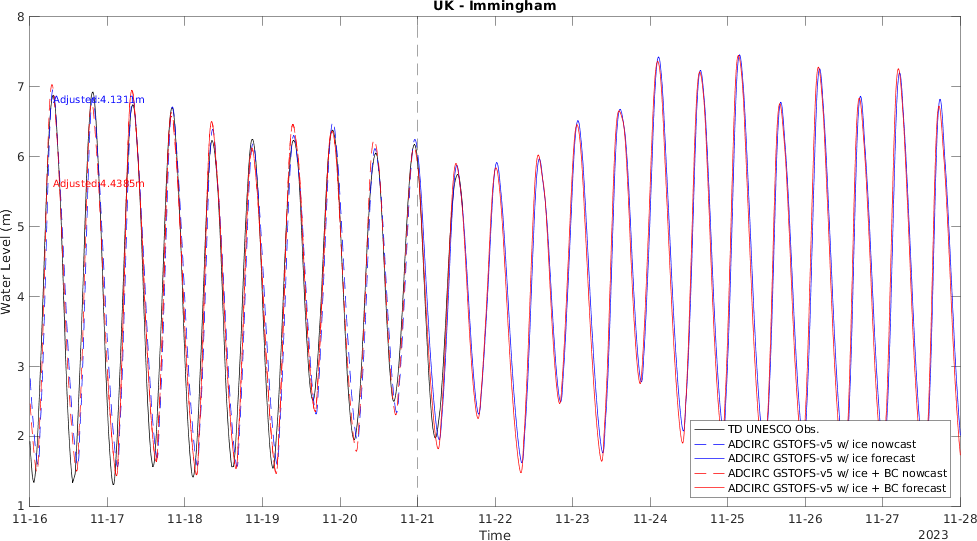 UK - Immingham
8
7
6
5
4
3
2
1
Water Level (m)
Adjusted:4.1311m
Adjusted:4.4385m
TD UNESCO Obs.
ADCIRC GSTOFS-v5 w/ ice nowcast
ADCIRC GSTOFS-v5 w/ ice forecast
ADCIRC GSTOFS-v5 w/ ice + BC nowcast
ADCIRC GSTOFS-v5 w/ ice + BC forecast
11-16 11-17 11-18 11-19 11-20 11-21 11-22 11-23 11-24 11-25 11-26 11-27 11-28
Time
2023